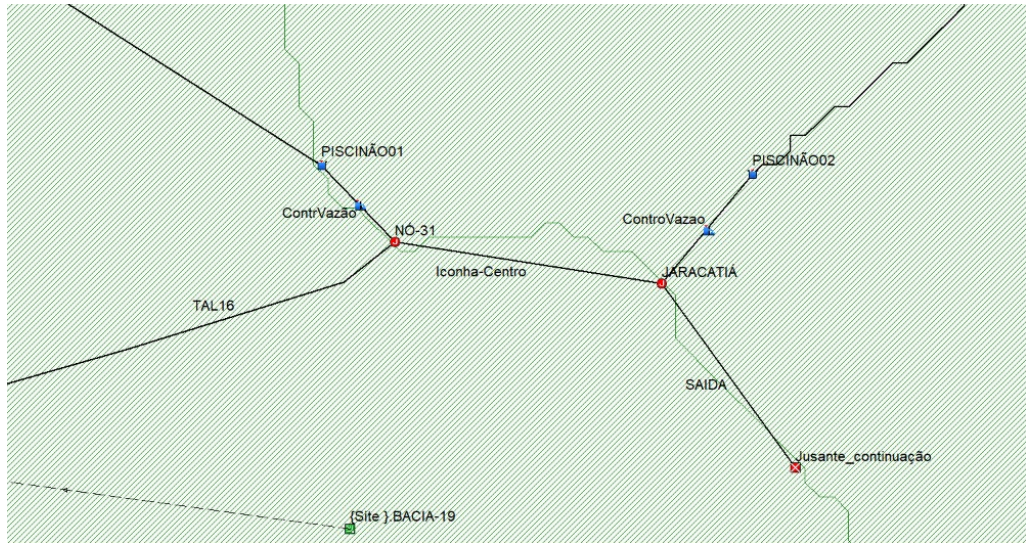 PISCINÃO01
PISCINÃO02
ContrVazão
ControVazao
NÓ-31
Iconha-Centro
JARACATIÁ
TAL16
SAIDA
Jusante_continuação
{Site }.BACIA-19